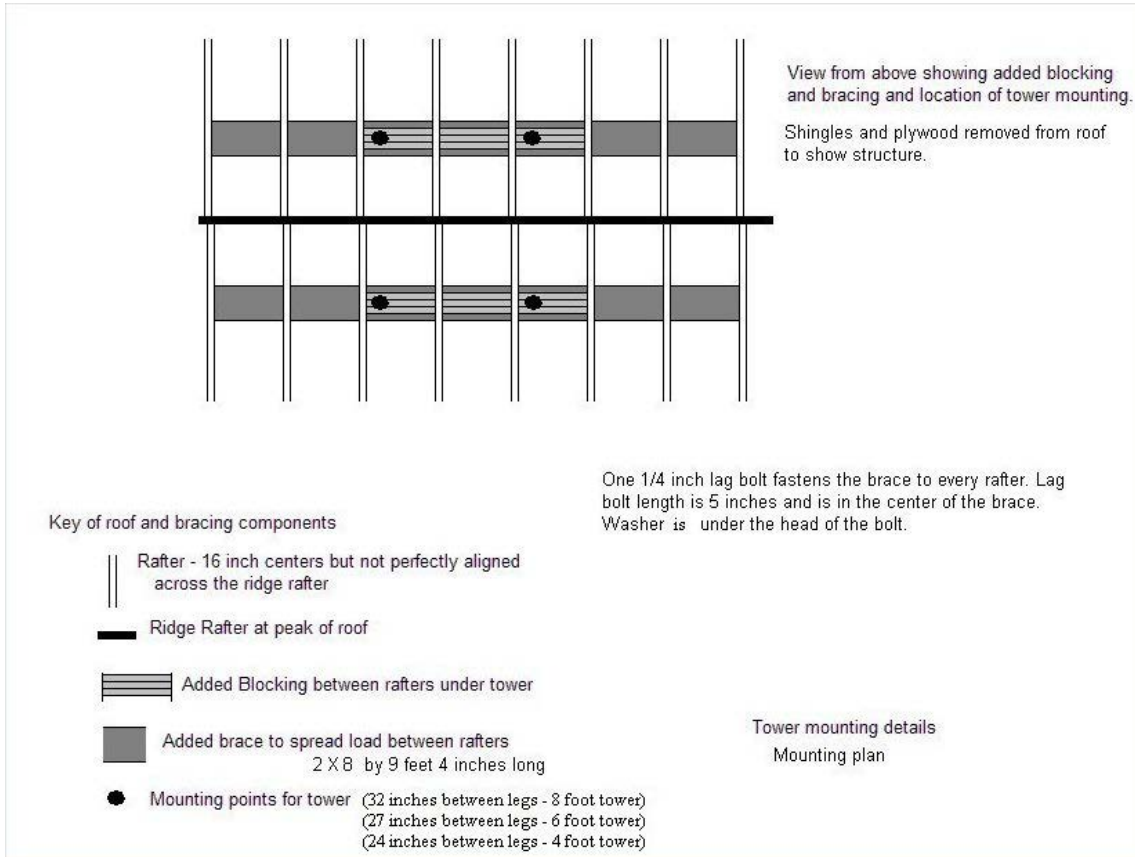 View from above showing added blocking
and bracing and location of tower mounting.
Shingles and plywood removed from roof
to show structure.
One 1/4 inch lag bolt fastens the brace to every rafter. Lag
bolt length is 5 inches and is in the center of the brace.
Washer is under the head of the bolt.
Key of roof and bracing components
Rafter - 16 inch centers but not perfectly aligned
across the ridge rafter
Ridge Rafter at peak of roof
Added Blocking between rafters under tower
Added brace to spread load between rafters
2 X 8 by 9 feet 4 inches long
Mounting points for tower (32 inches between legs - 8 foot tower)
(27 inches between legs - 6 foot tower)
(24 inches between legs - 4 foot tower)
Tower mounting details
Mounting plan